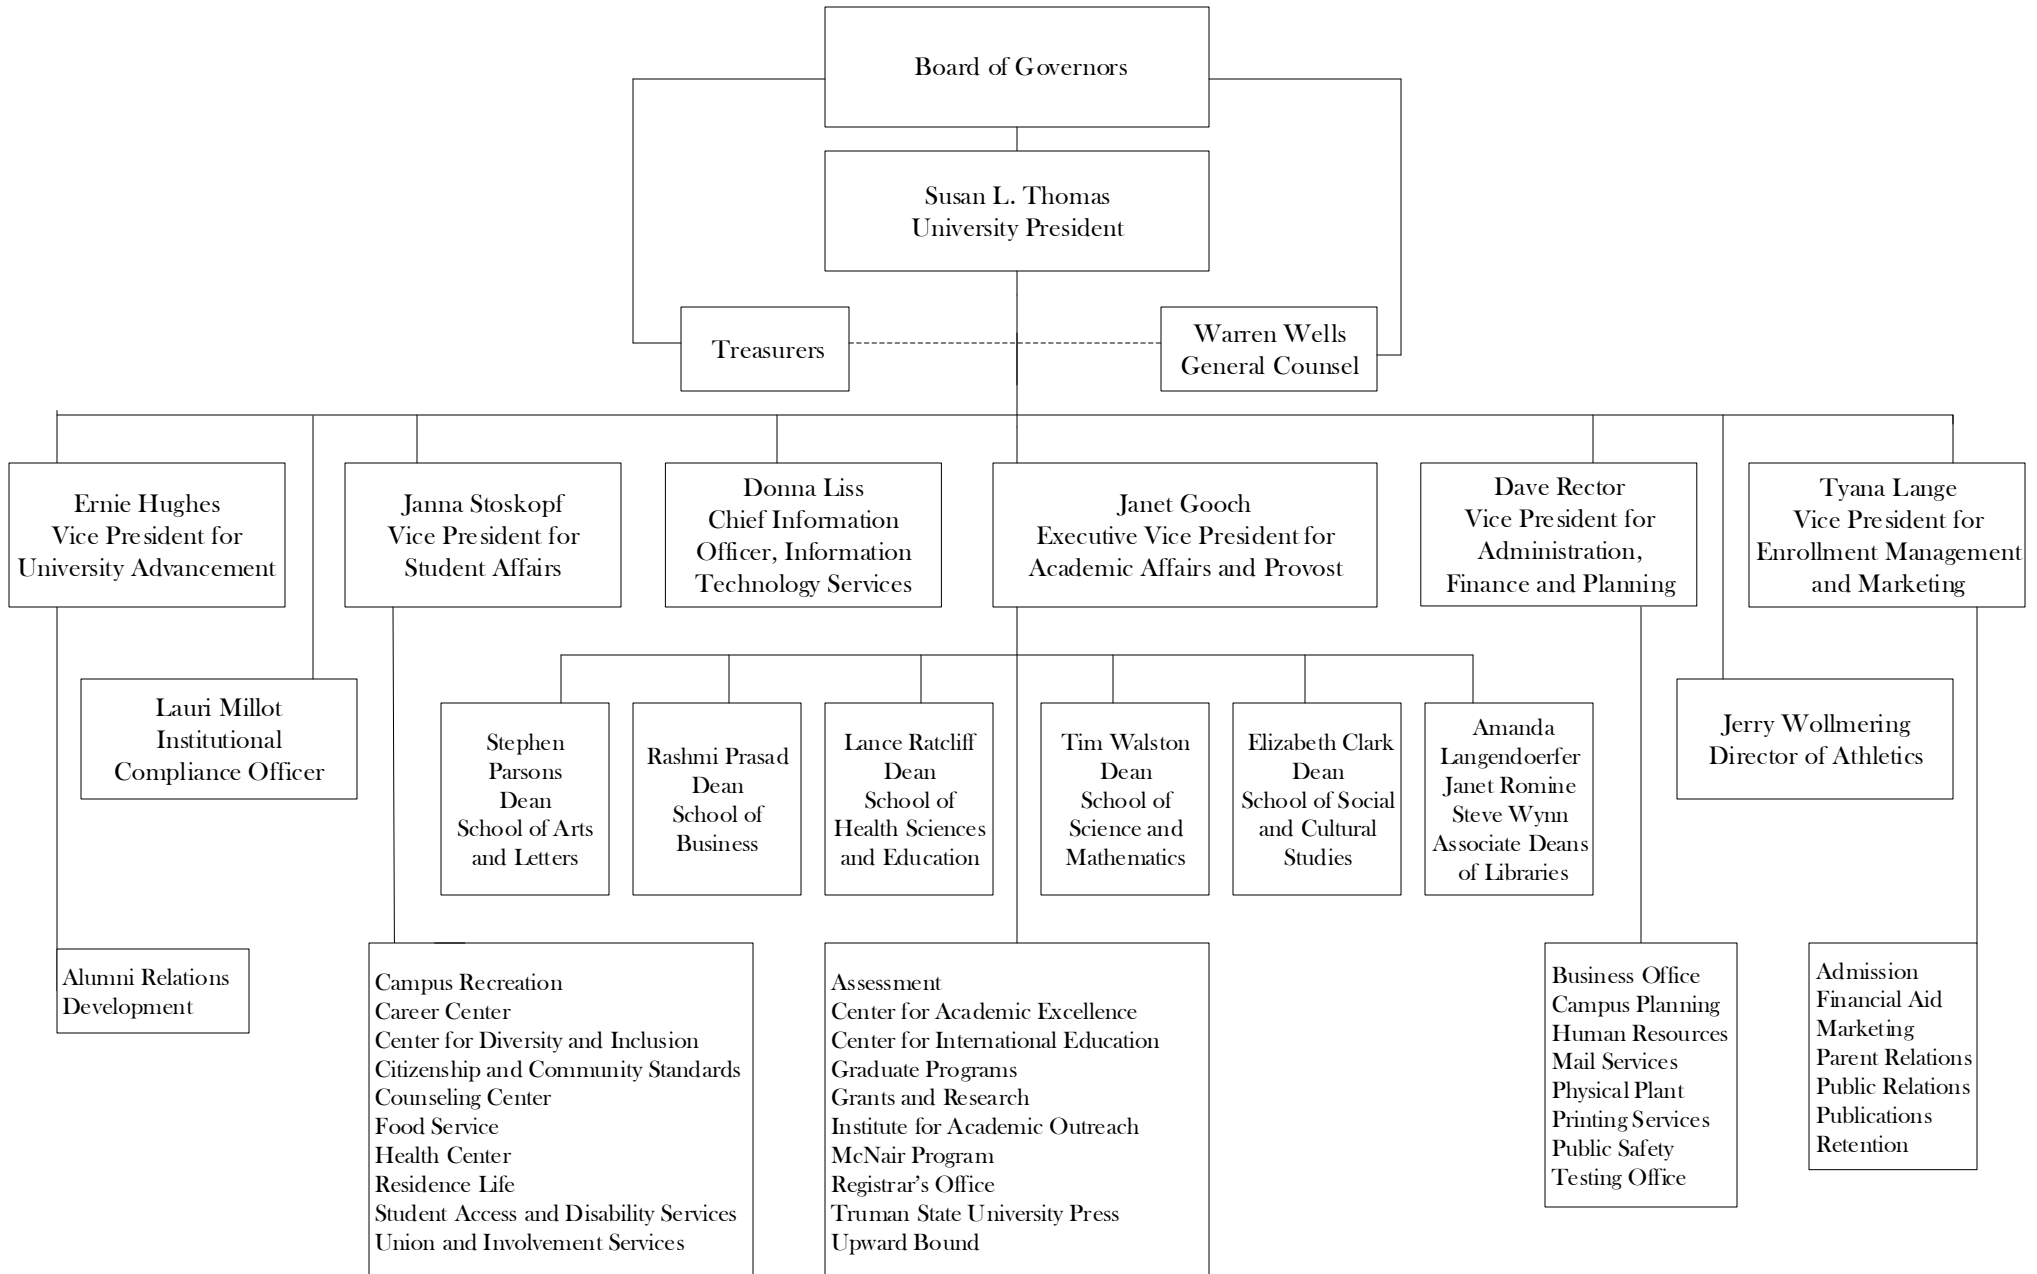 Board of Governors
Susan L. Thomas
University President
Treasurers
Warren Wells
General Counsel
Ernie Hughes
Vice President for
University Advancement
Janna Stoskopf
Vice President for
Student Affairs
Donna Liss
Chief Information
Officer, Information
Technology Services
Janet Gooch
Executive Vice President for
Academic Affairs and Provost
Dave Rector
Vice President for
Administration,
Finance and Planning
Tyana Lange
Vice President for
Enrollment Management
and Marketing
Lauri Millot
Institutional
Compliance Officer
Stephen
Parsons
Dean
School of Arts
and Letters
Rashmi Prasad
Dean
School of
Business
Lance Ratcliff
Dean
School of
Health Sciences
and Education
Tim Walston
Dean
School of
Science and
Mathematics
Elizabeth Clark
Dean
School of Social
and Cultural
Studies
Amanda
Langendoerfer
Janet Romine
Steve Wynn
Associate Deans
of Libraries
Jerry Wollmering
Director of Athletics
Alumni Relations
Development
Campus Recreation
Career Center
Center for Diversity and Inclusion
Citizenship and Community Standards
Counseling Center
Food Service
Health Center
Residence Life
Student Access and Disability Services
Union and Involvement Services
Assessment
Center for Academic Excellence
Center for International Education
Graduate Programs
Grants and Research
Institute for Academic Outreach
McNair Program
Registrar’s Office
Truman State University Press
Upward Bound
Business Office
Campus Planning
Human Resources
Mail Services
Physical Plant
Printing Services
Public Safety
Testing Office
Admission
Financial Aid
Marketing
Parent Relations
Public Relations
Publications
Retention